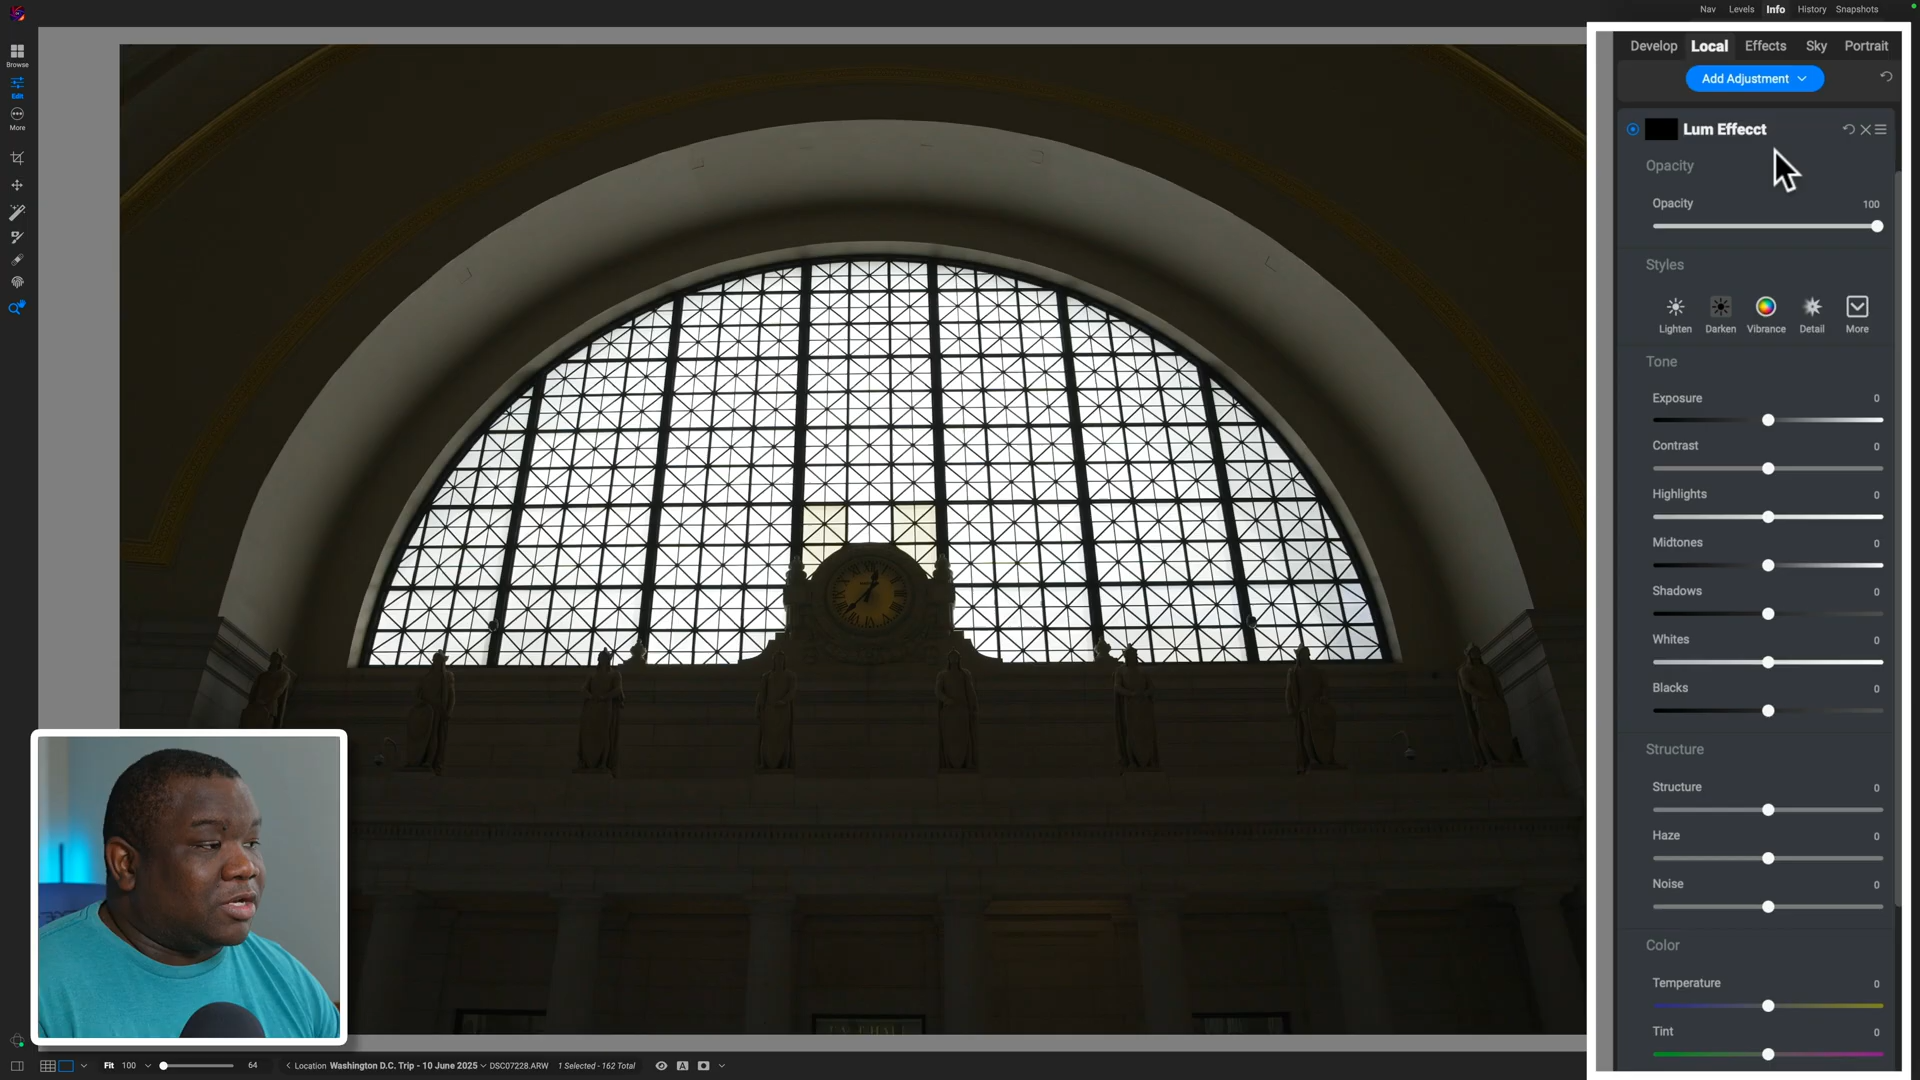 Nav Levels Info History Snapshots
Browse
Edit
More
Develop Local Effects Sky Portrait
Add Adjustment
Lum Effecct
Opacity
Opacity 100
Styles
Lighten Darken Vibrance Detail More
Tone
Exposure 0
Contrast 0
Highlights 0
Midtones 0
Shadows 0
Whites 0
Blacks 0
Structure
Structure 0
Haze 0
Noise 0
Color
Temperature 0
Tint 0
Fit 100 64 Location Washington D.C. Trip - 10 June 2025 DSC07228.ARW 1 Selected - 162 Total A